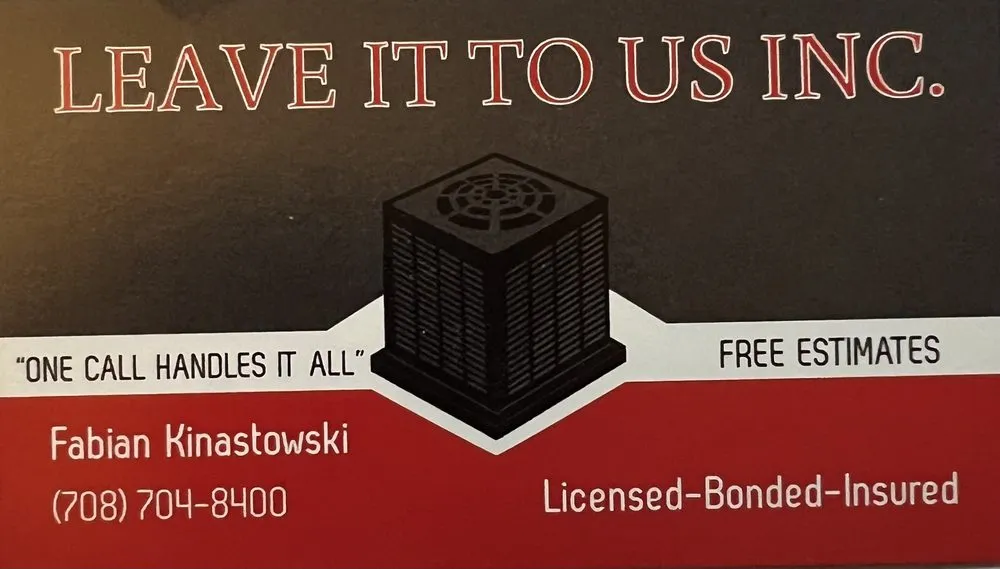 LEAVE IT TO US INC.
“ONE CALL HANDLES IT ALL”
FREE ESTIMATES
Fabian Kinastowski
(708) 704-8400
Licensed-Bonded-Insured